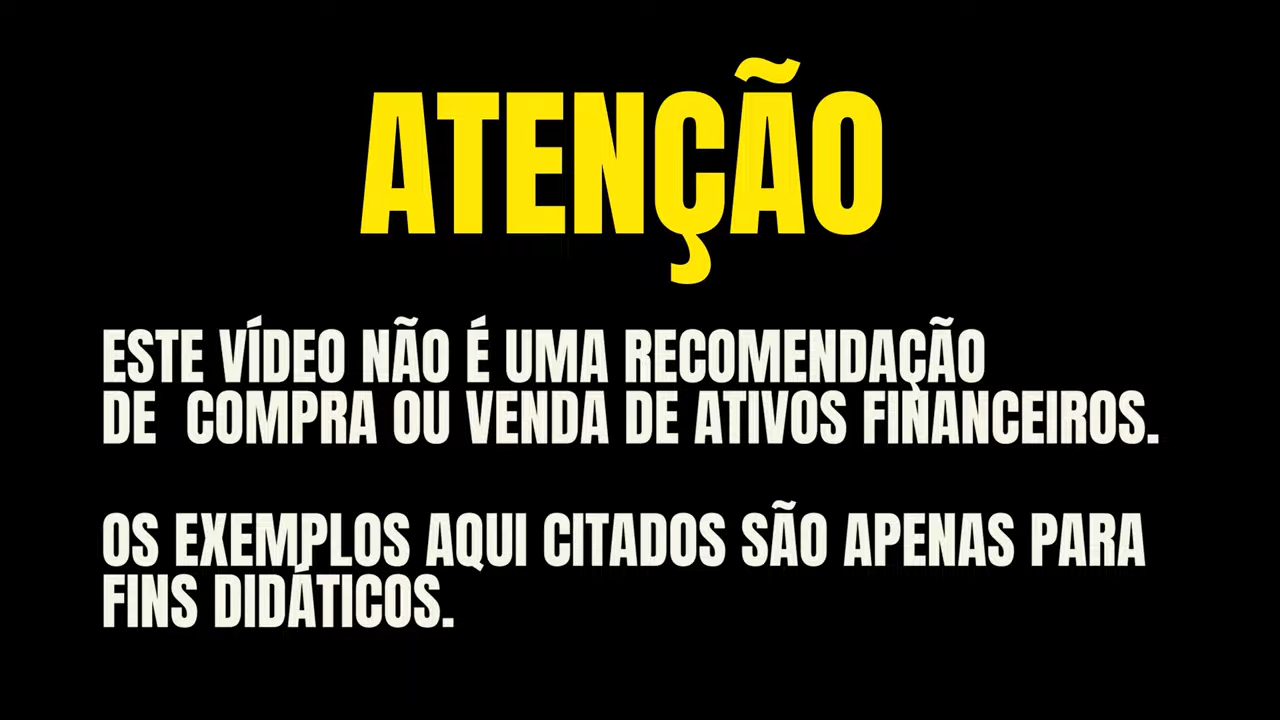 ATENÇÃO
ESTE VÍDEO NÃO É UMA RECOMENDAÇÃO
DE COMPRA OU VENDA DE ATIVOS FINANCEIROS.
OS EXEMPLOS AQUI CITADOS SÃO APENAS PARA
FINS DIDÁTICOS.